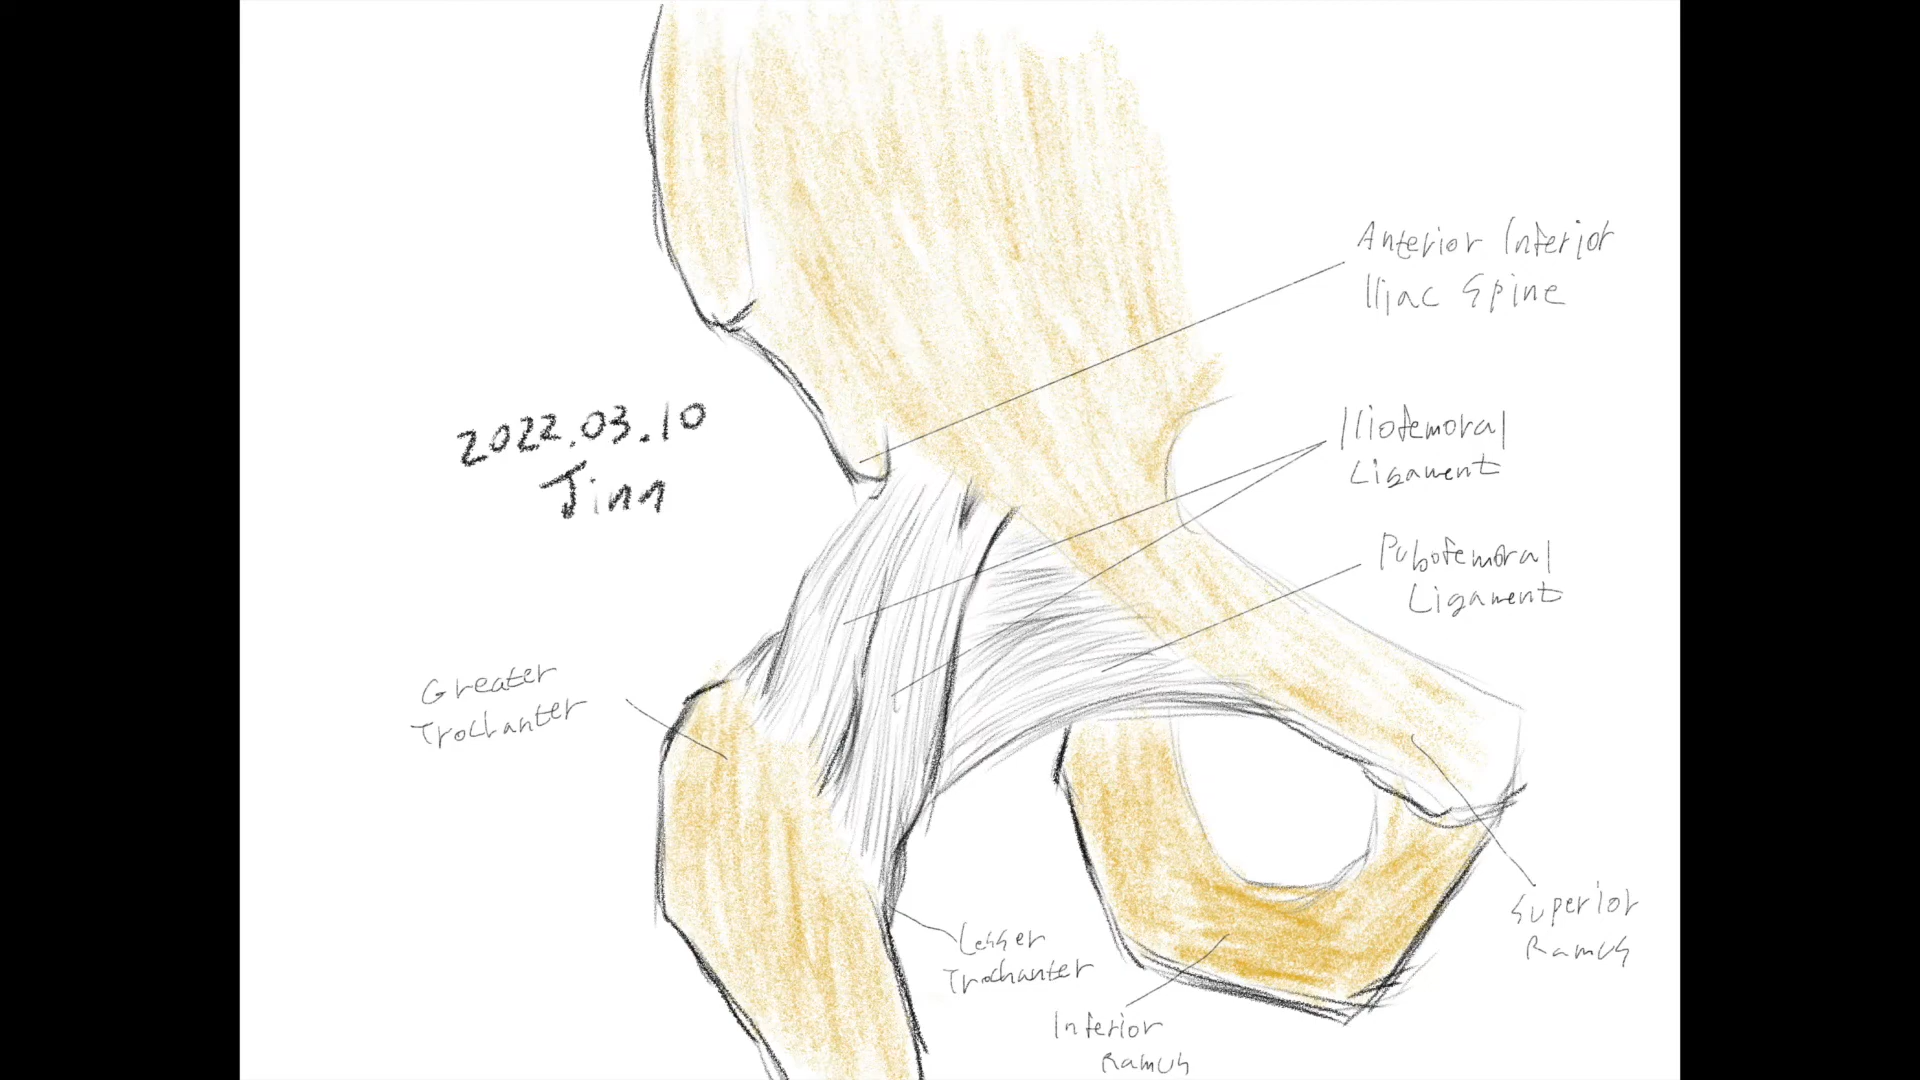 Anterior Inferior
Iliac Spine
2022.03.10
Jinn
Iliofemoral
Ligament
Pubofemoral
Ligament
Greater
Trochanter
Superior
Ramus
Lesser
Trochanter
Inferior
Ramus